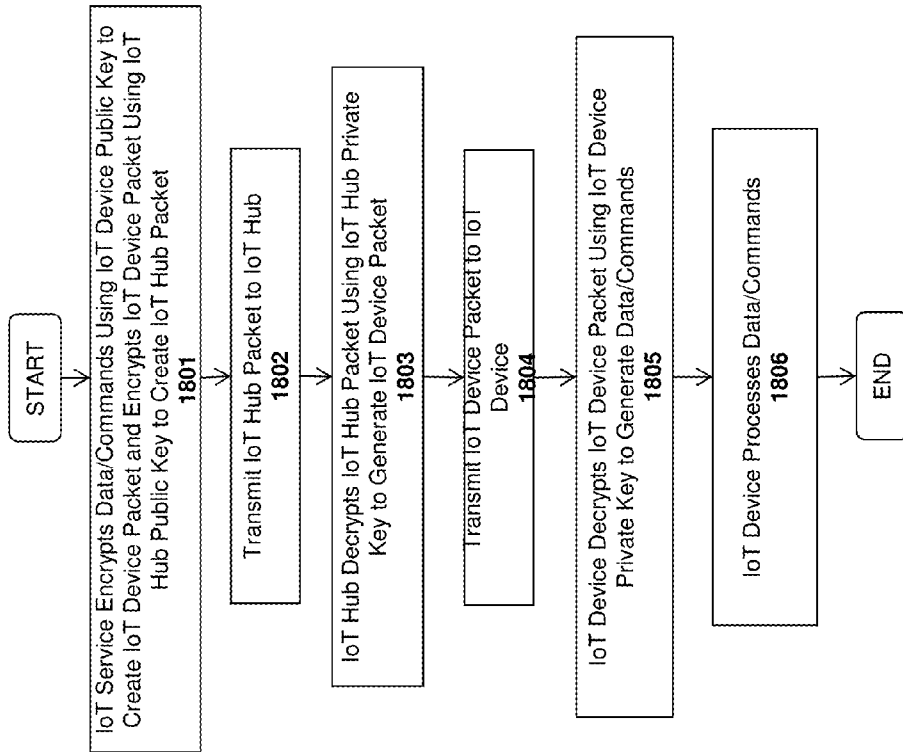 START
IoT Service Encrypts Data/Commands Using IoT Device Public Key to
Create IoT Device Packet and Encrypts IoT Device Packet Using IoT
Hub Public Key to Create IoT Hub Packet
1801
Transmit IoT Hub Packet to IoT Hub
1802
IoT Hub Decrypts IoT Hub Packet Using IoT Hub Private
Key to Generate IoT Device Packet
1803
Transmit IoT Device Packet to IoT
Device
1804
IoT Device Decrypts IoT Device Packet Using IoT Device
Private Key to Generate Data/Commands
1805
IoT Device Processes Data/Commands
1806
END